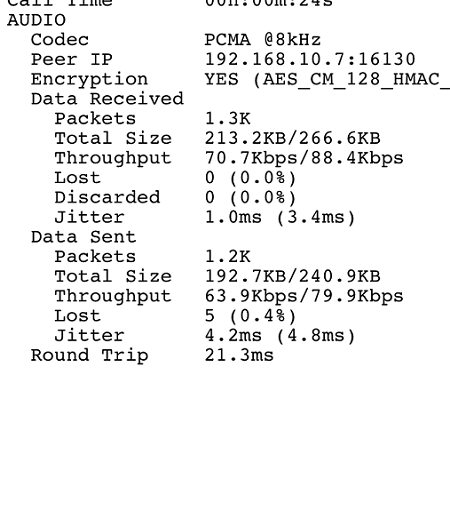 Call Time 00h:00m:24s
AUDIO
Codec PCMA @8kHz
Peer IP 192.168.10.7:16130
Encryption YES (AES_CM_128_HMAC_
Data Received
Packets 1.3K
Total Size 213.2KB/266.6KB
Throughput 70.7Kbps/88.4Kbps
Lost 0 (0.0%)
Discarded 0 (0.0%)
Jitter 1.0ms (3.4ms)
Data Sent
Packets 1.2K
Total Size 192.7KB/240.9KB
Throughput 63.9Kbps/79.9Kbps
Lost 5 (0.4%)
Jitter 4.2ms (4.8ms)
Round Trip 21.3ms